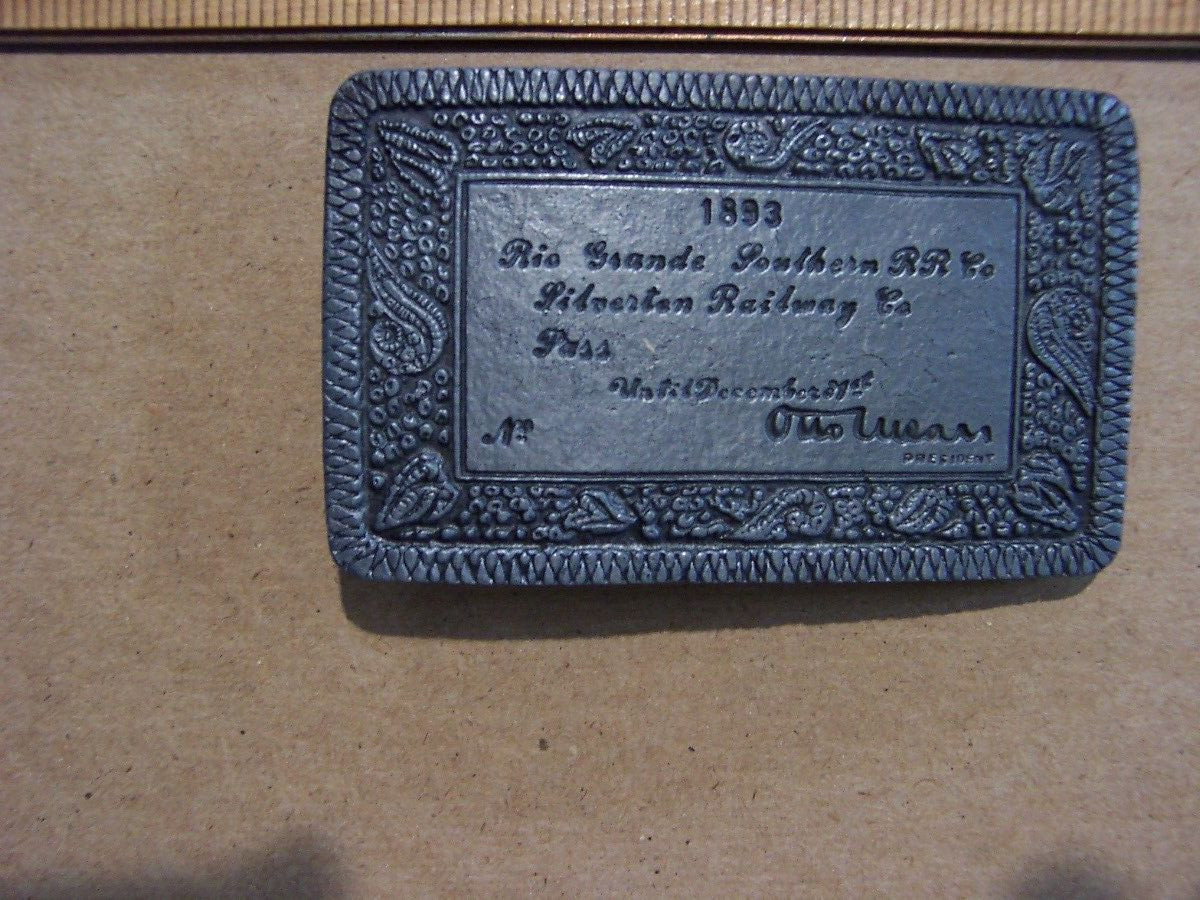 1893
Rio Grande Southern RR Co
Silverton Railway Co
Pass
Until December 31st
No
Otto Mears
PRESIDENT